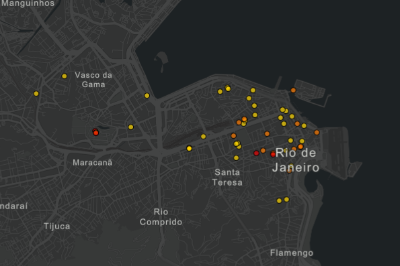 Manguinhos
Vasco da
Gama
Maracanã
Rio de
Janeiro
Santa
Teresa
Rio
Comprido
ndaraí
Tijuca
Flamengo